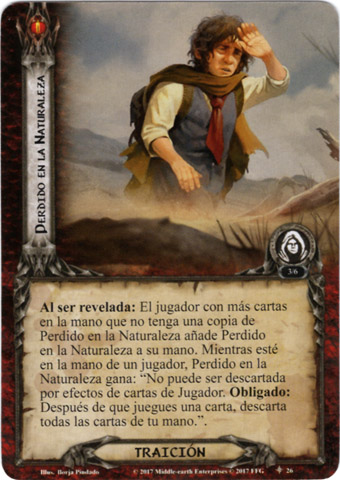 PERDIDO EN LA NATURALEZA
3/6
Al ser revelada: El jugador con más cartas
en la mano que no tenga una copia de
Perdido en la Naturaleza añade Perdido
en la Naturaleza a su mano. Mientras esté
en la mano de un jugador, Perdido en la
Naturaleza gana: “No puede ser descartada
por efectos de cartas de Jugador. Obligado:
Después de que juegues una carta, descarta
todas las cartas de tu mano.”.
TRAICIÓN
Illus. Borja Pindado © 2017 Middle-earth Enterprises © 2017 FFG 26